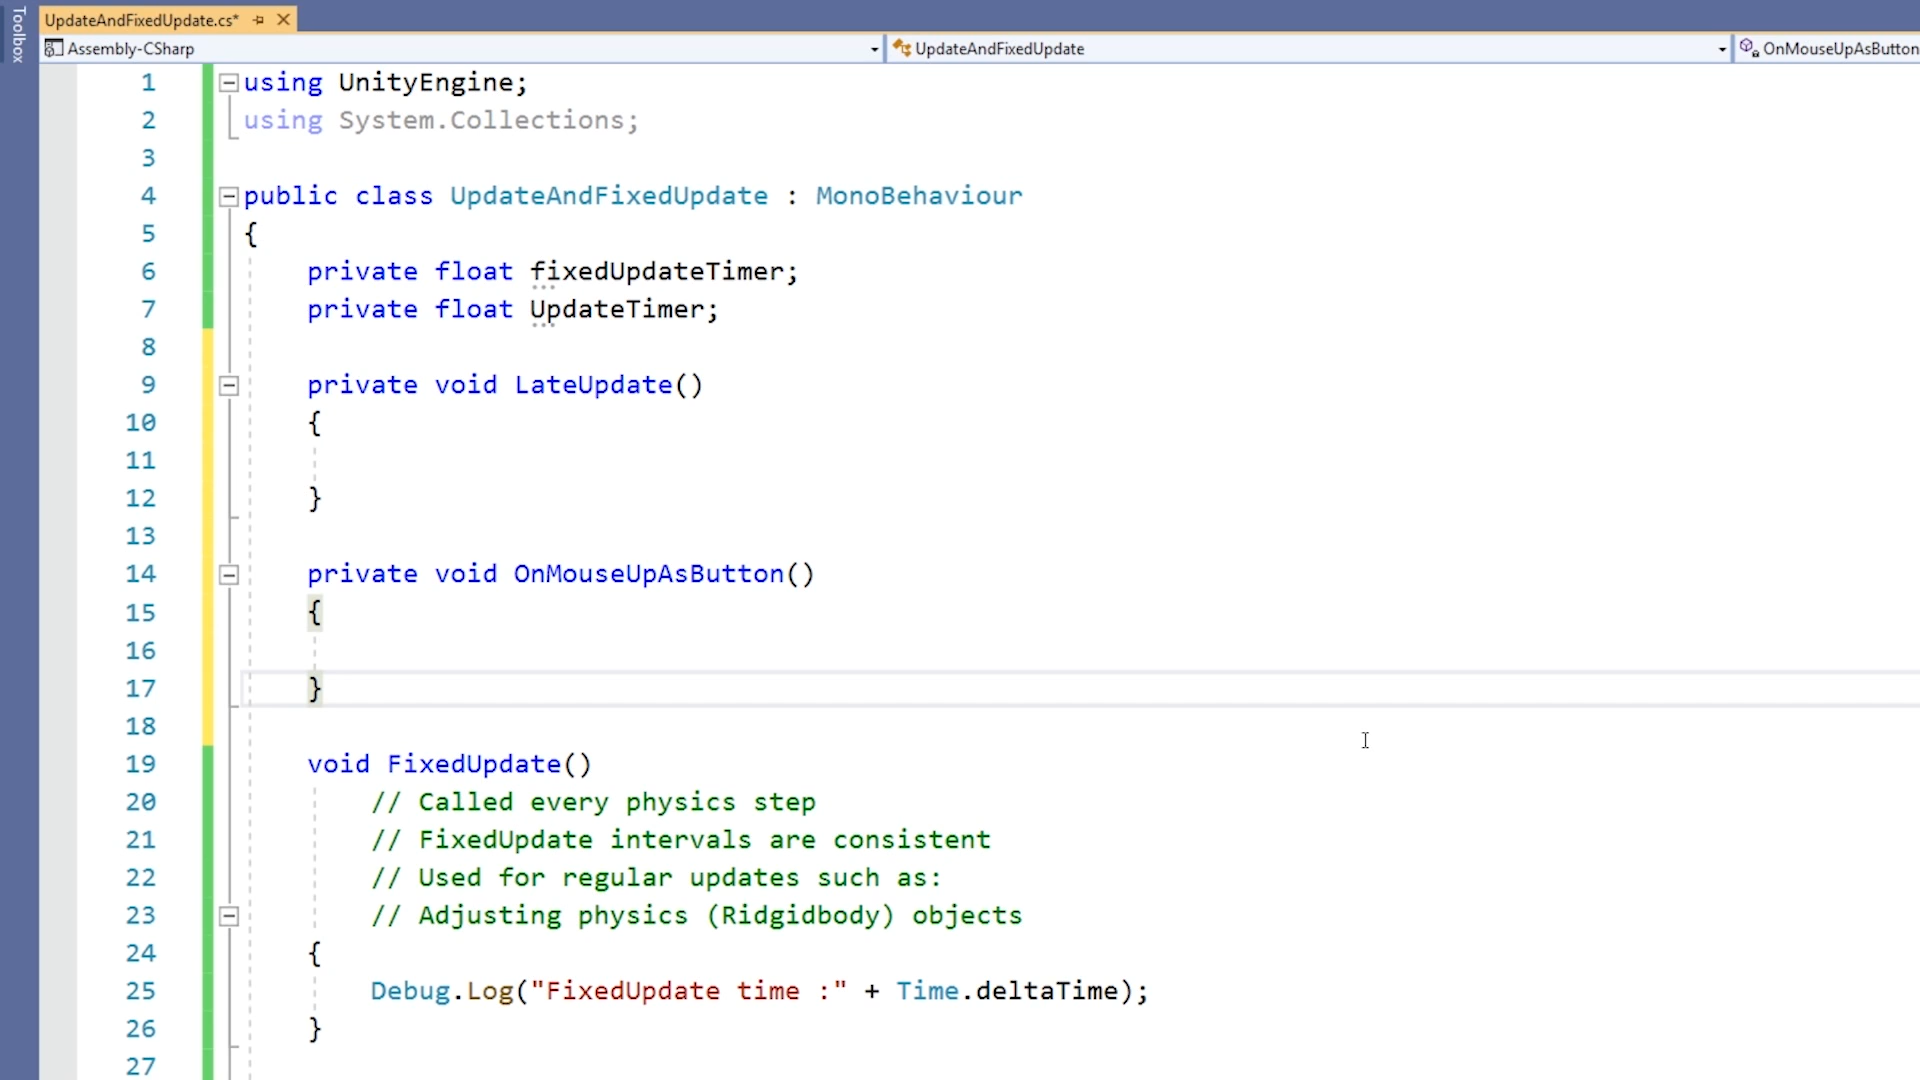 Toolbox
UpdateAndFixedUpdate.cs*
Assembly-CSharp
UpdateAndFixedUpdate
OnMouseUpAsButton
1 using UnityEngine;
2 using System.Collections;
3
4 public class UpdateAndFixedUpdate : MonoBehaviour
5 {
6 private float fixedUpdateTimer;
7 private float UpdateTimer;
8
9 private void LateUpdate()
10 {
11
12 }
13
14 private void OnMouseUpAsButton()
15 {
16
17 }
18
19 void FixedUpdate()
20 // Called every physics step
21 // FixedUpdate intervals are consistent
22 // Used for regular updates such as:
23 // Adjusting physics (Ridgidbody) objects
24 {
25 Debug.Log("FixedUpdate time :" + Time.deltaTime);
26 }
27